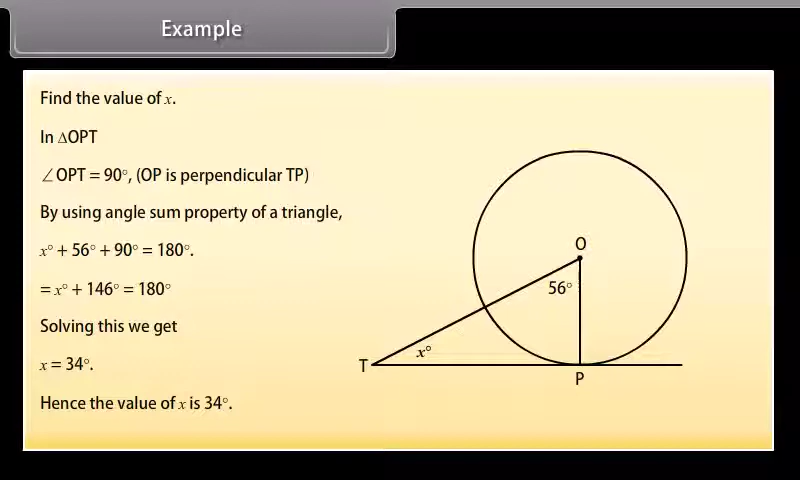 Example
Find the value of x.
In ∆OPT
∠OPT = 90°, (OP is perpendicular TP)
By using angle sum property of a triangle,
x° + 56° + 90° = 180°.
= x° + 146° = 180°
Solving this we get
x = 34°.
Hence the value of x is 34°.
O
56°
T
x°
P